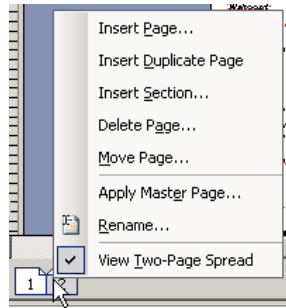 Insert Page...
Insert Duplicate Page
Insert Section...
Delete Page...
Move Page...
Apply Master Page...
Rename...
View Two-Page Spread
1 2